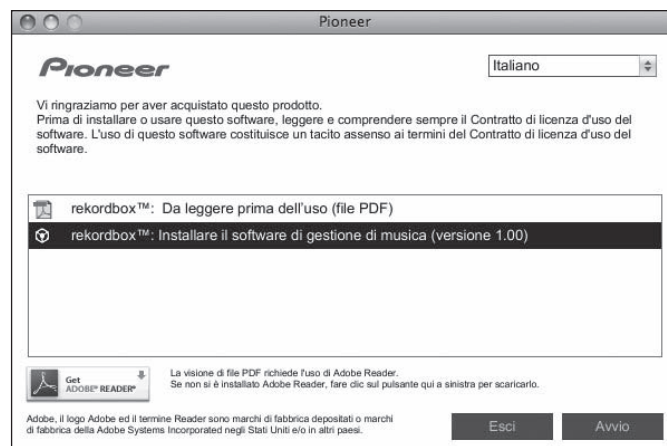 Pioneer
Pioneer
Italiano
Vi ringraziamo per aver acquistato questo prodotto.
Prima di installare o usare questo software, leggere e comprendere sempre il Contratto di licenza d'uso del
software. L'uso di questo software costituisce un tacito assenso ai termini del Contratto di licenza d'uso del
software.
rekordbox™: Da leggere prima dell'uso (file PDF)
rekordbox™: Installare il software di gestione di musica (versione 1.00)
Get
ADOBE® READER®
La visione di file PDF richiede l'uso di Adobe Reader.
Se non si è installato Adobe Reader, fare clic sul pulsante qui a sinistra per scaricarlo.
Adobe, il logo Adobe ed il termine Reader sono marchi di fabbrica depositati o marchi
di fabbrica della Adobe Systems Incorporated negli Stati Uniti e/o in altri paesi.
Esci
Avvio